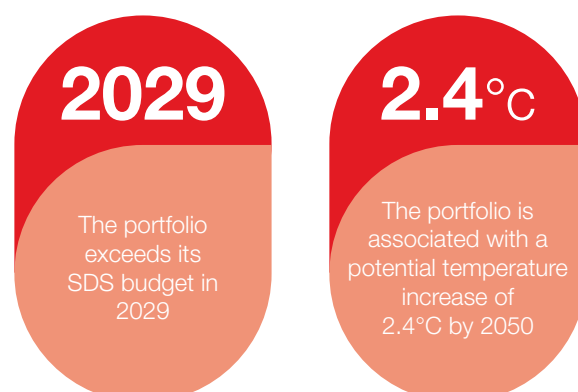 2029
The portfolio
exceeds its
SDS budget in
2029
2.4°C
The portfolio is
associated with a
potential temperature
increase of
2.4°C by 2050